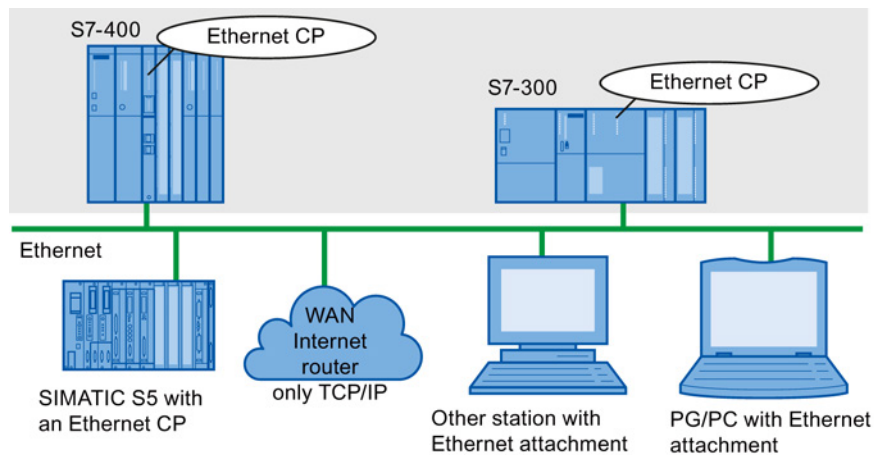 S7-400
Ethernet CP
S7-300
Ethernet CP
Ethernet
SIMATIC S5 with
an Ethernet CP
WAN
Internet
router
only TCP/IP
Other station with
Ethernet attachment
PG/PC with Ethernet
attachment